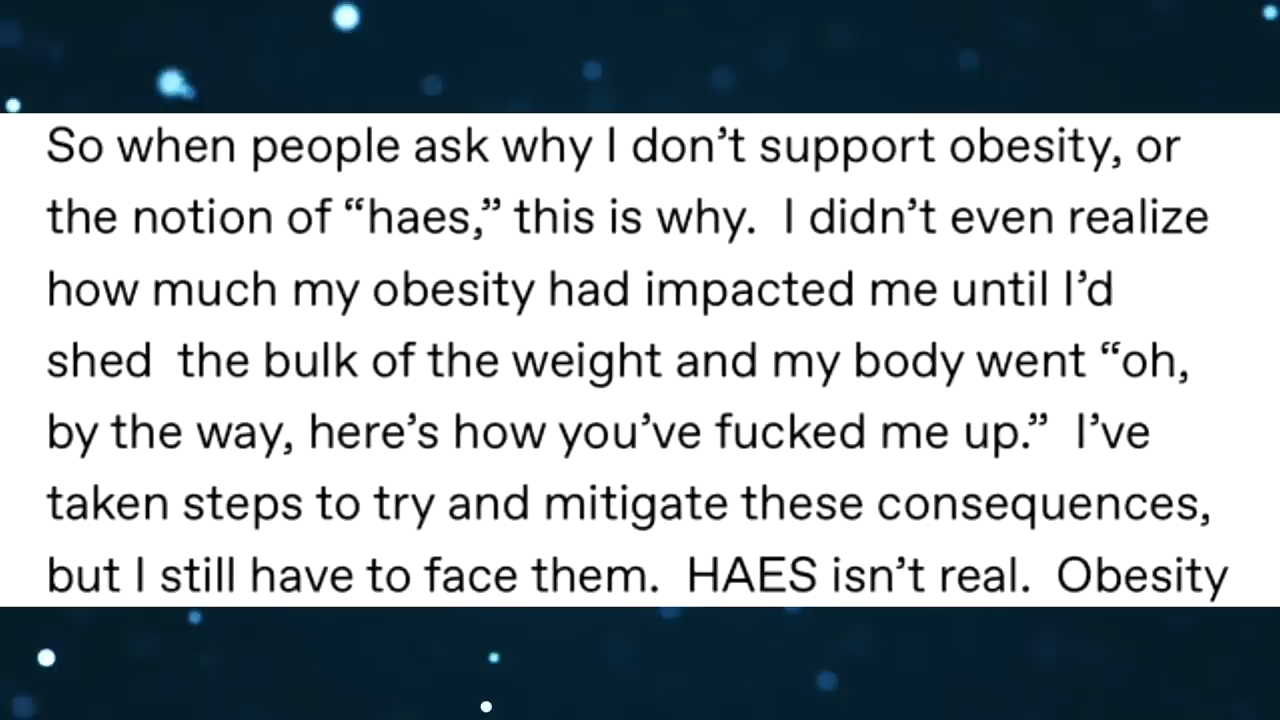 So when people ask why I don’t support obesity, or
the notion of “haes,” this is why.  I didn’t even realize
how much my obesity had impacted me until I’d
shed  the bulk of the weight and my body went “oh,
by the way, here’s how you’ve fucked me up.”  I’ve
taken steps to try and mitigate these consequences,
but I still have to face them.  HAES isn’t real.  Obesity